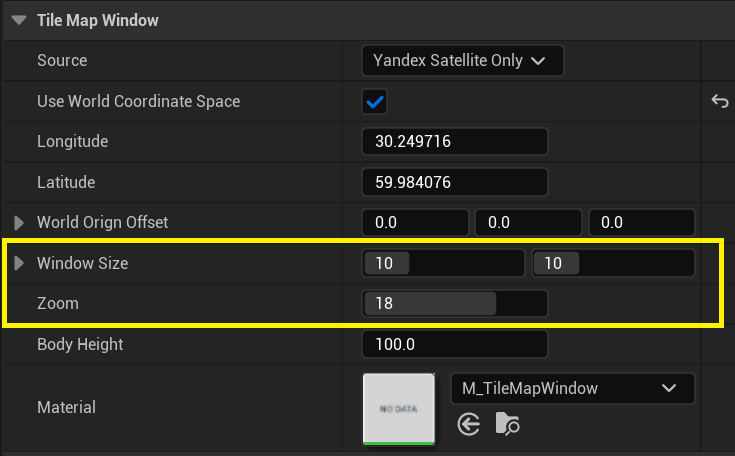 Tile Map Window
Source Yandex Satellite Only
Use World Coordinate Space
Longitude 30.249716
Latitude 59.984076
World Orign Offset 0.0 0.0 0.0
Window Size 10 10
Zoom 18
Body Height 100.0
Material NO DATA M_TileMapWindow